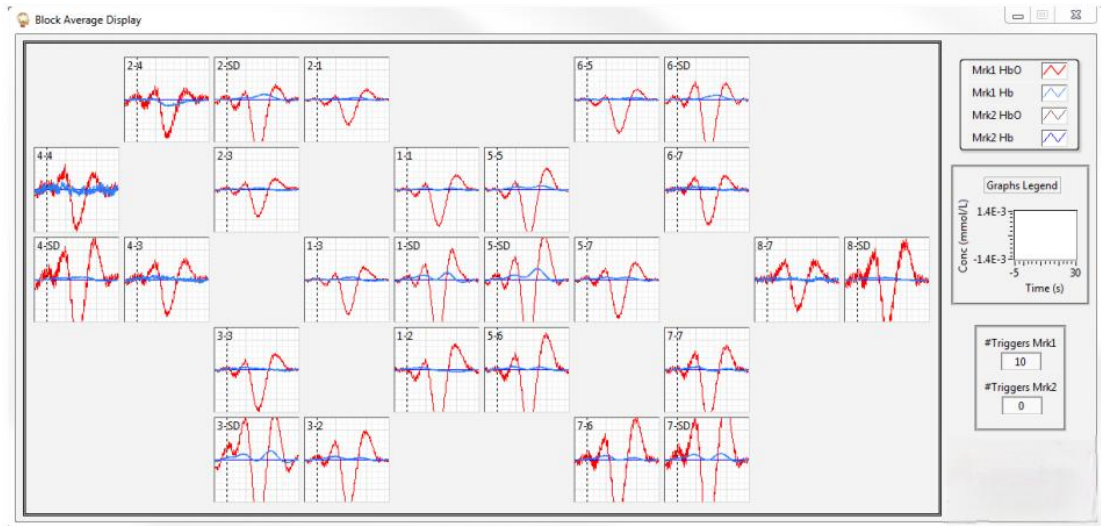 Block Average Display
2-4
2-SD
2-1
6-5
6-SD
4-4
2-3
1-1
5-5
6-7
4-SD
4-3
1-3
1-SD
5-SD
5-7
8-7
8-SD
3-3
1-2
5-6
7-7
3-SD
3-2
7-6
7-SD
Mrk1 HbO
Mrk1 Hb
Mrk2 HbO
Mrk2 Hb
Graphs Legend
Conc (mmol/L)
1.4E-3
-1.4E-3
-5
30
Time (s)
#Triggers Mrk1
10
#Triggers Mrk2
0